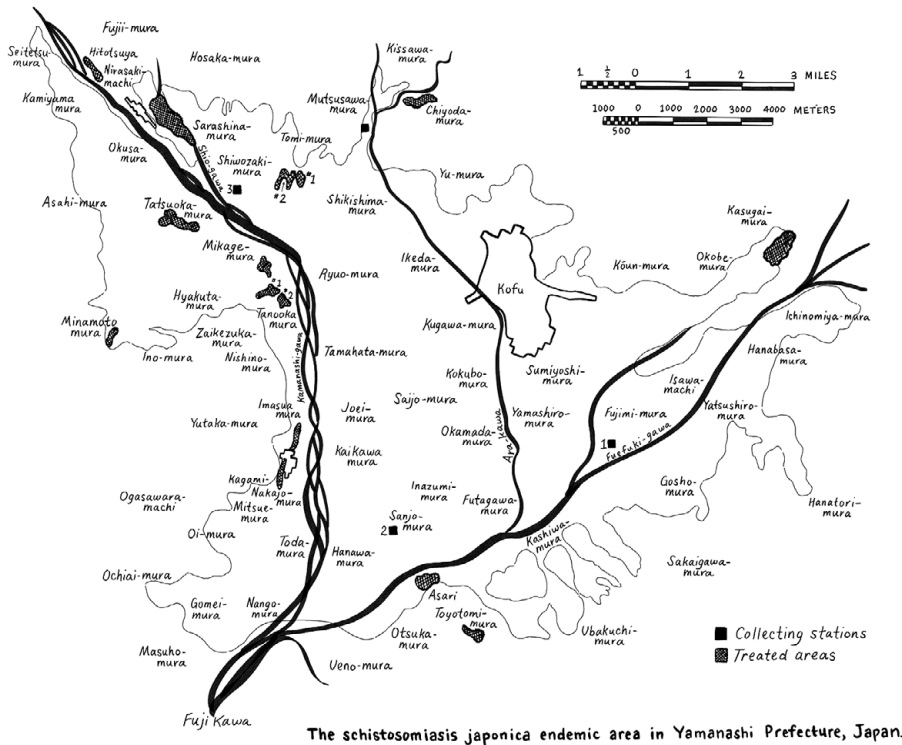 Fujii-mura
Seitetsu-
mura
Hitotsuya
Nirasaki-
machi
Hosaka-mura
Kissawa-
mura
1 ½ 0 1 2 3 MILES
1000 0 1000 2000 3000 4000 METERS
500
Kamiyama
mura
Mutsusawa-
mura
Chiyoda-
mura
Sarashina-
mura
Tomi-mura
Okusa-
mura
Shio-gawa
Shiwozaki-
mura
3
#1
#2
Yu-mura
Asahi-mura
Tatsuoka-
mura
Shikishima-
mura
Kasugai-
mura
Mikage-
mura
Ryuo-mura
Ikeda-
mura
Kōun-mura
Okobe-
mura
Kofu
Hyakuta-
mura
#1
#2
Tanooka
mura
Minamoto
mura
Zaikezuka-
mura
Kugawa-mura
Ichinomiya-mura
Ino-mura
Nishino-
mura
Kamanashi-gawa
Tamahata-mura
Hanabasa-
mura
Kokubo-
mura
Sumiyoshi-
mura
Isawa-
machi
Imasua
mura
Joei-
mura
Saijo-mura
Yamashiro-
mura
Fujimi-mura
Yatsushiro-
mura
Yutaka-mura
Okamada-
mura
Ara-kawa
1
Fuefuki-gawa
Kaikawa
mura
Kagami-
Nakajo-
mura
Mitsue-
mura
Inazumi-
mura
Gosho-
mura
Ogasawara-
machi
Futagawa-
mura
Hanatori-
mura
Sanjo-
mura
2
Oi-mura
Toda-
mura
Hanawa-
mura
Kashiwa-
mura
Sakaigawa-
mura
Ochiai-mura
Asari
Gomei-
mura
Nango-
mura
Toyotomi-
mura
Otsuka-
mura
Ubakuchi-
mura
Collecting stations
Treated areas
Masuho-
mura
Ueno-mura
Fuji Kawa
The schistosomiasis japonica endemic area in Yamanashi Prefecture, Japan.